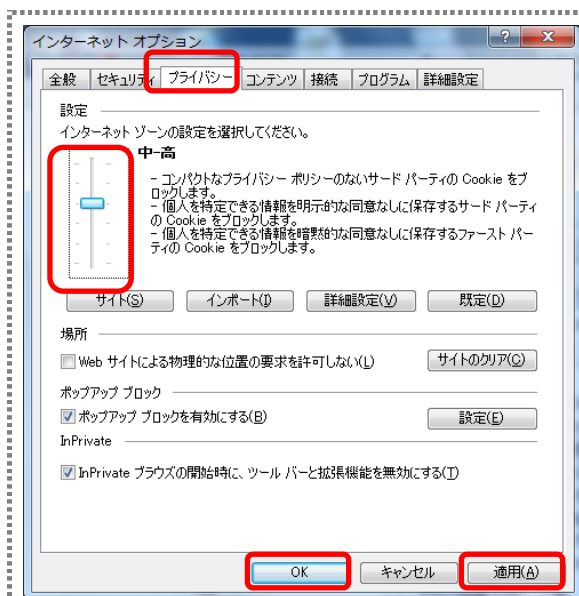 インターネット オプション
全般 セキュリティ プライバシー コンテンツ 接続 プログラム 詳細設定
設定
インターネット ゾーンの設定を選択してください。
中-高
- コンパクトなプライバシー ポリシーのないサード パーティの Cookie をブ
ロックします。
- 個人を特定できる情報を明示的な同意なしに保存するサード パーティ
の Cookie をブロックします。
- 個人を特定できる情報を暗黙的な同意なしに保存するファースト パー
ティの Cookie をブロックします。
サイト(S) インポート(I) 詳細設定(V) 既定(D)
場所
Web サイトによる物理的な位置の要求を許可しない(L) サイトのクリア(C)
ポップアップ ブロック
ポップアップ ブロックを有効にする(B) 設定(E)
InPrivate
InPrivate ブラウズの開始時に、ツール バーと拡張機能を無効にする(T)
OK キャンセル 適用(A)